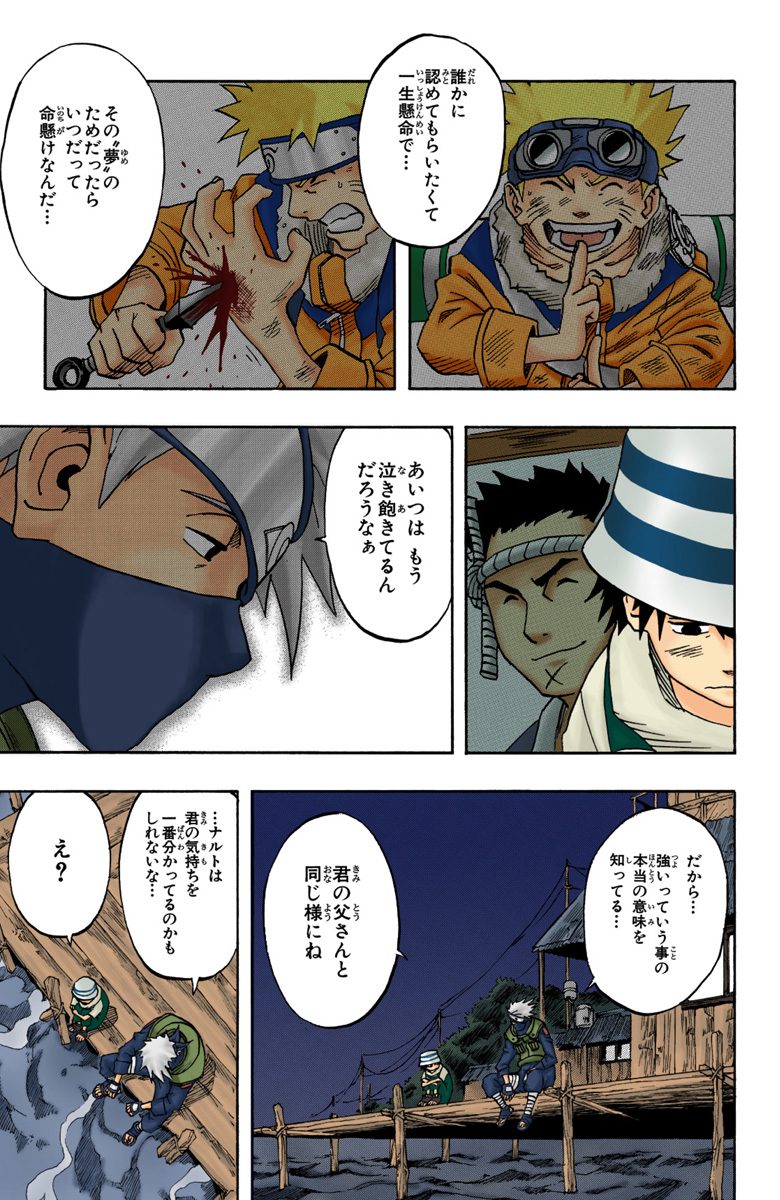 誰かに
認めてもらいたくて
一生懸命で…
その〝夢〟の
ためだったら
いつだって
命懸けなんだ…
あいつは もう
泣き飽きてるん
だろうなぁ
だから…
強いっていう事の
本当の意味を
知ってる…
君の父さんと
同じ様にね
…ナルトは
君の気持ちを
一番分かってるのかも
しれないな…
え？